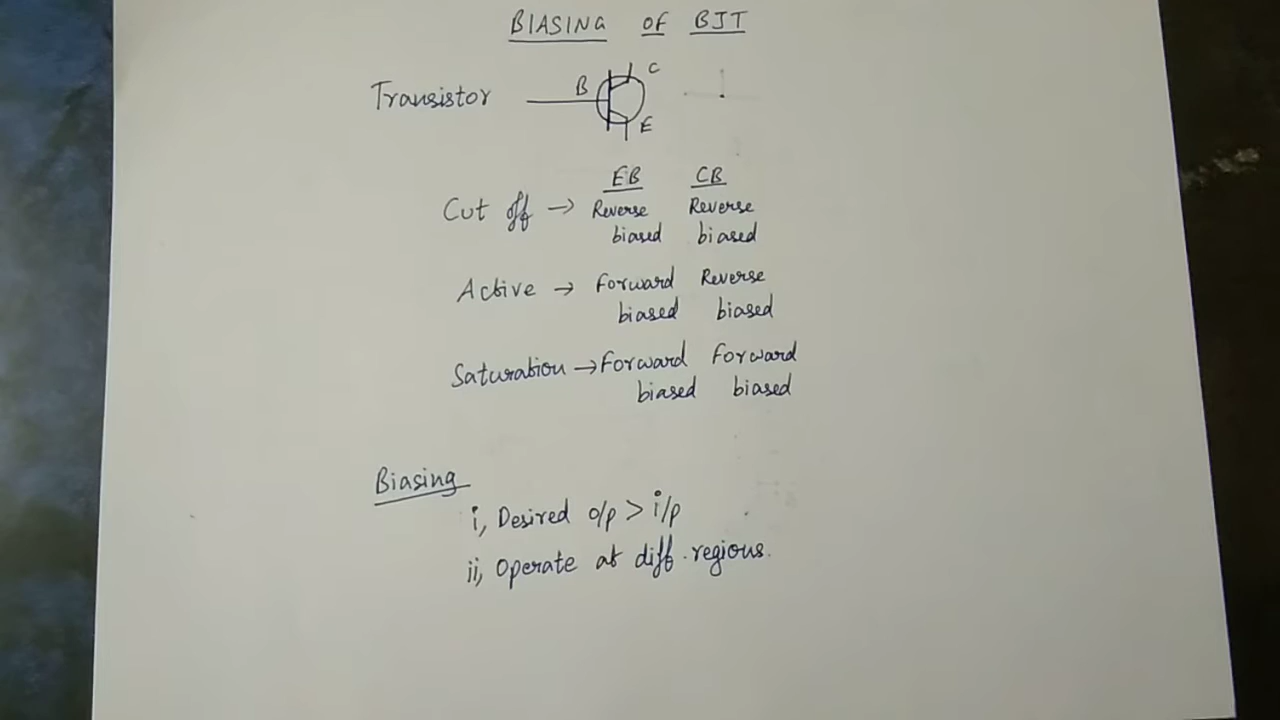 BIASING OF BJT
Transistor B C
E
EB CB
Cut off → Reverse Reverse
biased biased
Active → Forward Reverse
biased biased
Saturation → Forward Forward
biased biased
Biasing
i, Desired o/p > i/p
ii, Operate at diff. regions.